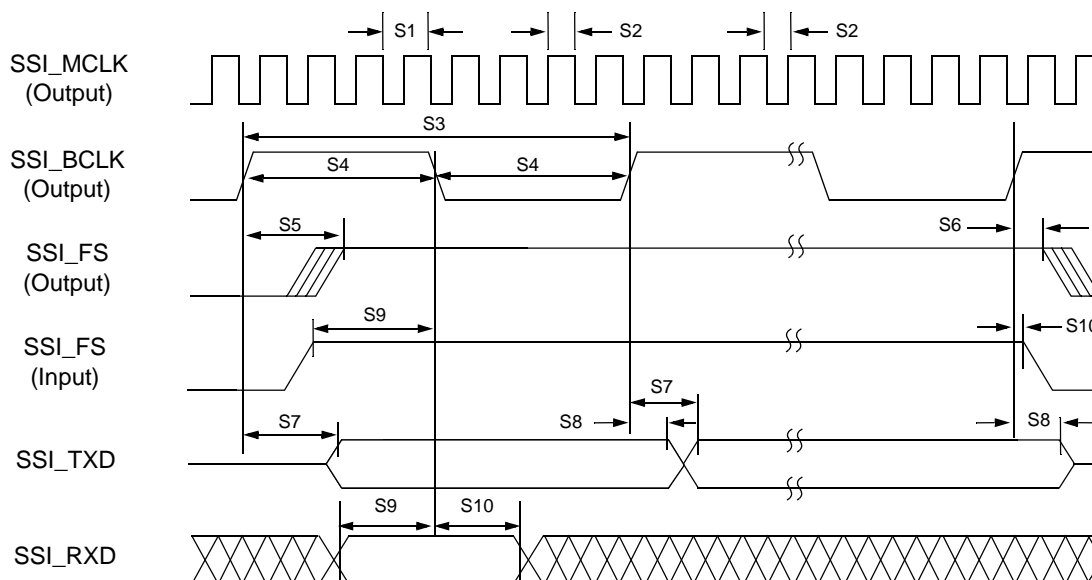 S1
S2
S2
SSI_MCLK
(Output)
S3
SSI_BCLK
(Output)
S4
S4
S5
S6
SSI_FS
(Output)
S9
S10
SSI_FS
(Input)
S7
S7
S8
S8
SSI_TXD
S9
S10
SSI_RXD